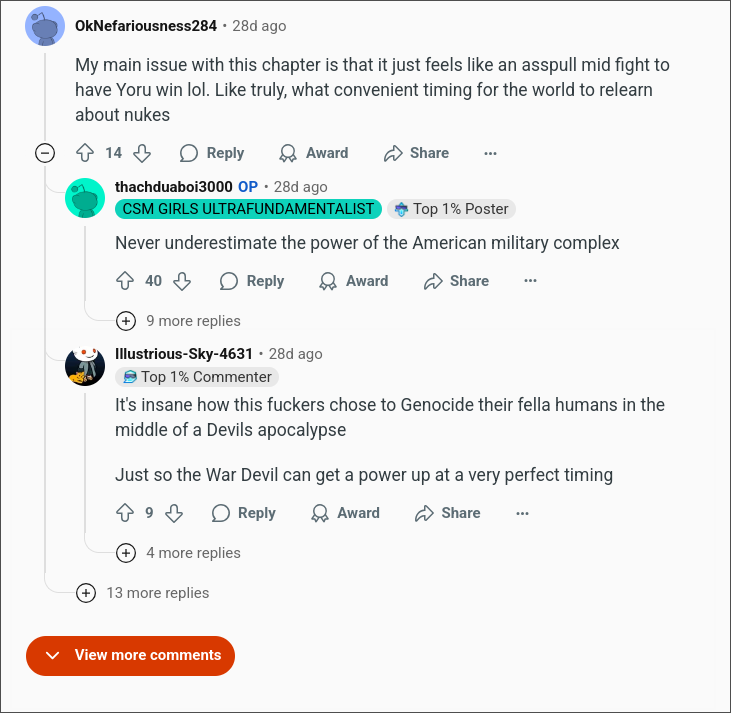 OkNefariousness284 • 28d ago
My main issue with this chapter is that it just feels like an asspull mid fight to
have Yoru win lol. Like truly, what convenient timing for the world to relearn
about nukes
14 Reply Award Share ...
thachduaboi3000 OP • 28d ago
CSM GIRLS ULTRAFUNDAMENTALIST Top 1% Poster
Never underestimate the power of the American military complex
40 Reply Award Share ...
9 more replies
Illustrious-Sky-4631 • 28d ago
Top 1% Commenter
It's insane how this fuckers chose to Genocide their fella humans in the
middle of a Devils apocalypse
Just so the War Devil can get a power up at a very perfect timing
9 Reply Award Share ...
4 more replies
13 more replies
View more comments